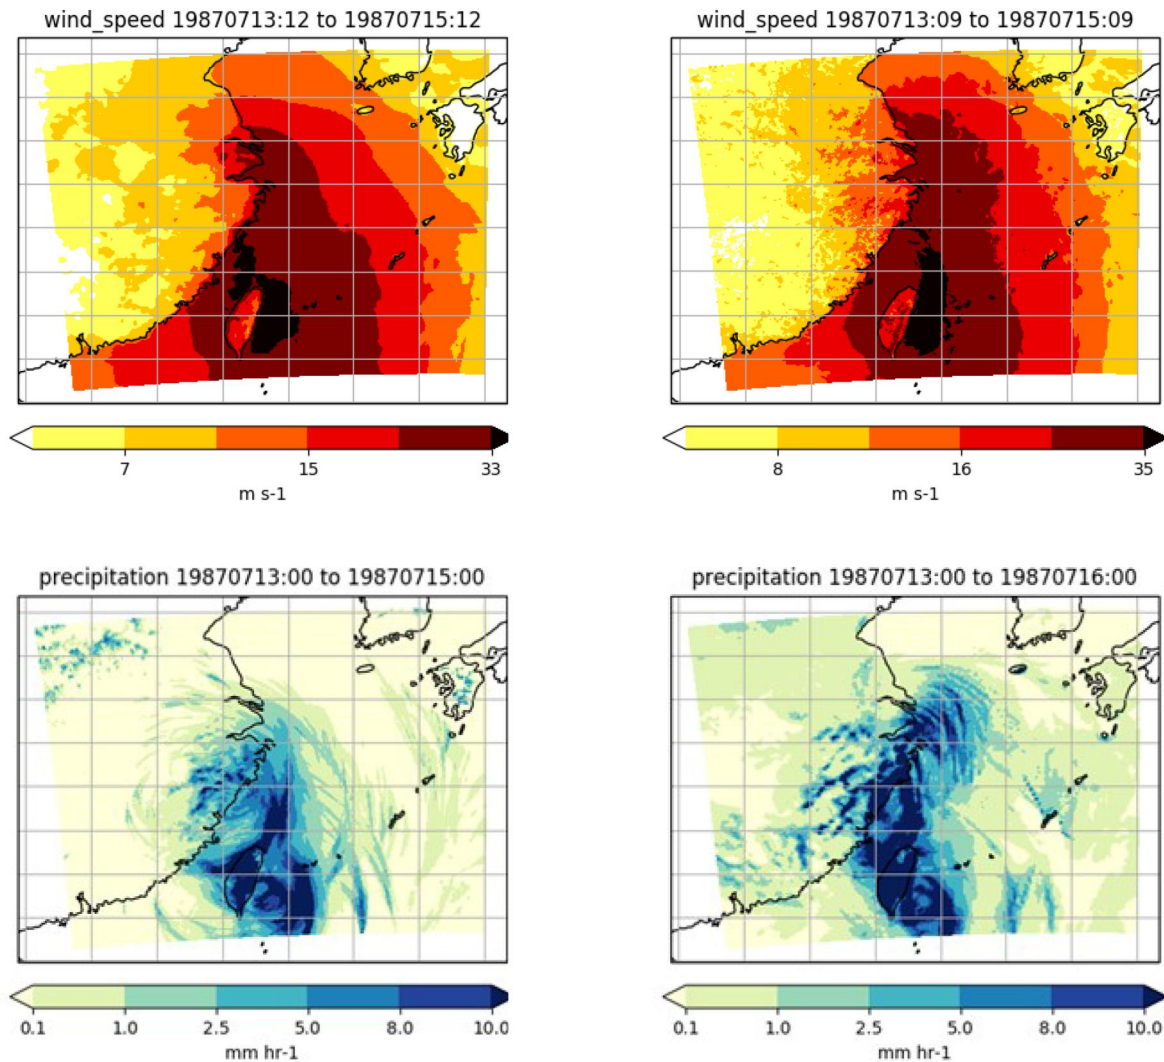 wind_speed 19870713:12 to 19870715:12
7 15 33
m s-1
wind_speed 19870713:09 to 19870715:09
8 16 35
m s-1
precipitation 19870713:00 to 19870715:00
0.1 1.0 2.5 5.0 8.0 10.0
mm hr-1
precipitation 19870713:00 to 19870716:00
0.1 1.0 2.5 5.0 8.0 10.0
mm hr-1